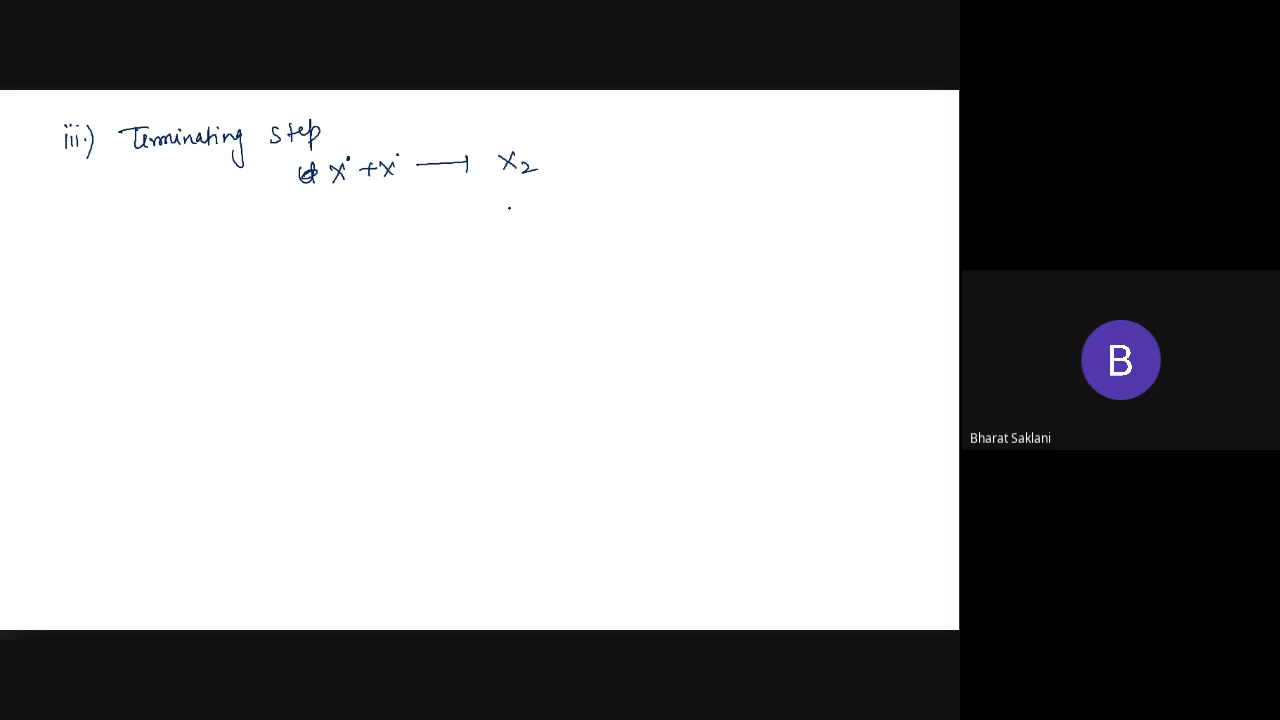 iii.) Terminating step
X• + X• ⟶ X₂
B
Bharat Saklani